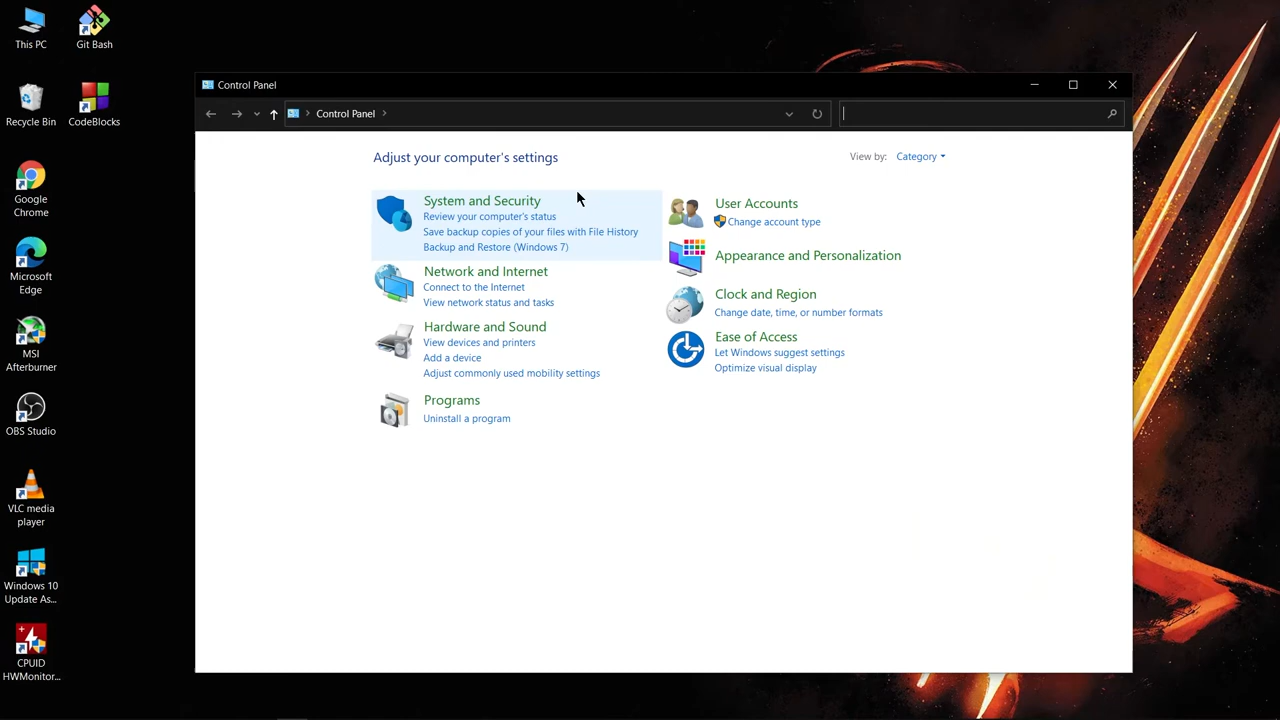 This PC
Git Bash
Recycle Bin
CodeBlocks
Google
Chrome
Microsoft
Edge
MSI
Afterburner
OBS Studio
VLC media
player
Windows 10
Update As...
CPUID
HWMonitor...
Control Panel
Control Panel
Adjust your computer's settings
View by: Category
System and Security
Review your computer's status
Save backup copies of your files with File History
Backup and Restore (Windows 7)
Network and Internet
Connect to the Internet
View network status and tasks
Hardware and Sound
View devices and printers
Add a device
Adjust commonly used mobility settings
Programs
Uninstall a program
User Accounts
Change account type
Appearance and Personalization
Clock and Region
Change date, time, or number formats
Ease of Access
Let Windows suggest settings
Optimize visual display